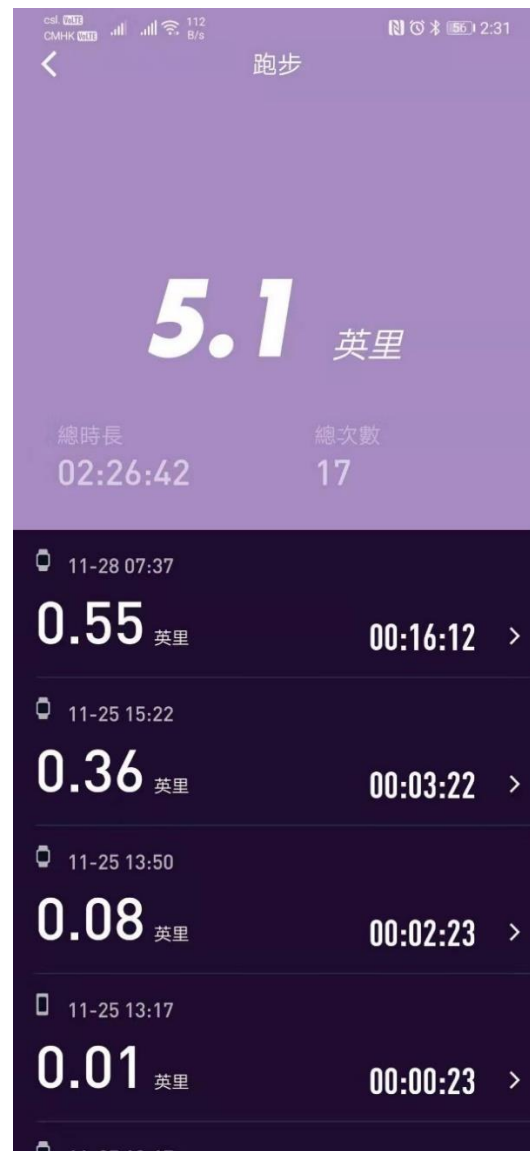 csl. VoLTE 112 56 2:31
CMHK VoLTE B/s
跑步
5.1 英里
總時長 總次數
02:26:42 17
11-28 07:37
0.55 英里 00:16:12
11-25 15:22
0.36 英里 00:03:22
11-25 13:50
0.08 英里 00:02:23
11-25 13:17
0.01 英里 00:00:23